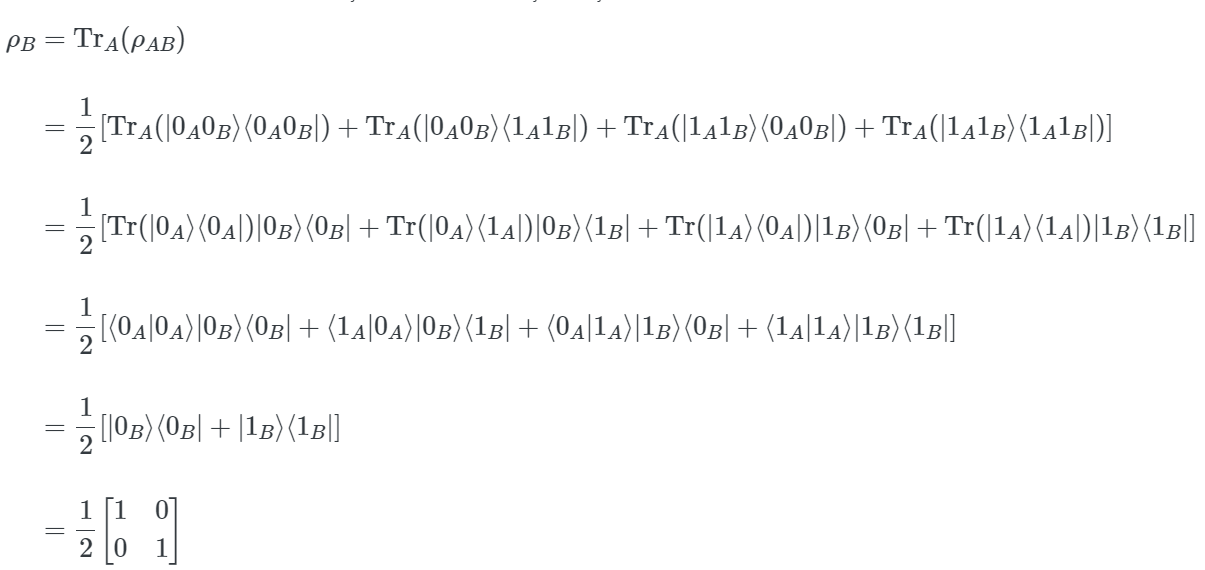 ρ_B = Tr_A(ρ_AB)
= 1/2 [Tr_A(|0_A0_B⟩⟨0_A0_B|) + Tr_A(|0_A0_B⟩⟨1_A1_B|) + Tr_A(|1_A1_B⟩⟨0_A0_B|) + Tr_A(|1_A1_B⟩⟨1_A1_B|)]
= 1/2 [Tr(|0_A⟩⟨0_A|)|0_B⟩⟨0_B| + Tr(|0_A⟩⟨1_A|)|0_B⟩⟨1_B| + Tr(|1_A⟩⟨0_A|)|1_B⟩⟨0_B| + Tr(|1_A⟩⟨1_A|)|1_B⟩⟨1_B|]
= 1/2 [⟨0_A|0_A⟩|0_B⟩⟨0_B| + ⟨1_A|0_A⟩|0_B⟩⟨1_B| + ⟨0_A|1_A⟩|1_B⟩⟨0_B| + ⟨1_A|1_A⟩|1_B⟩⟨1_B|]
= 1/2 [|0_B⟩⟨0_B| + |1_B⟩⟨1_B|]
= 1/2 [1 0
0 1]